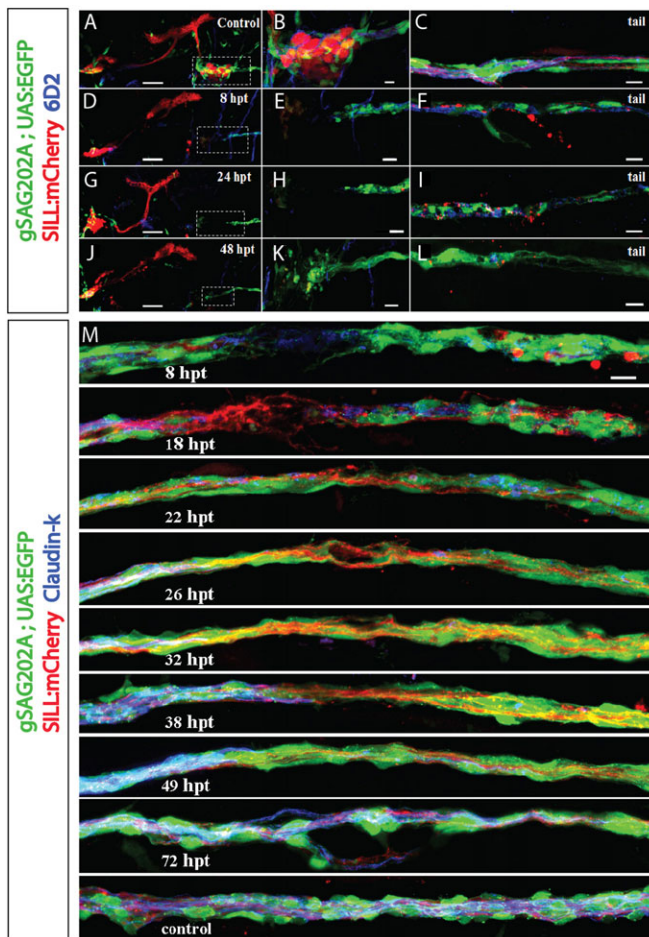 gSAG202A ; UAS:EGFP
SILL:mCherry 6D2
A
Control
B
C
tail
D
8 hpt
E
F
tail
G
24 hpt
H
I
tail
J
48 hpt
K
L
tail
gSAG202A ; UAS:EGFP
SILL:mCherry Claudin-k
M
8 hpt
18 hpt
22 hpt
26 hpt
32 hpt
38 hpt
49 hpt
72 hpt
control